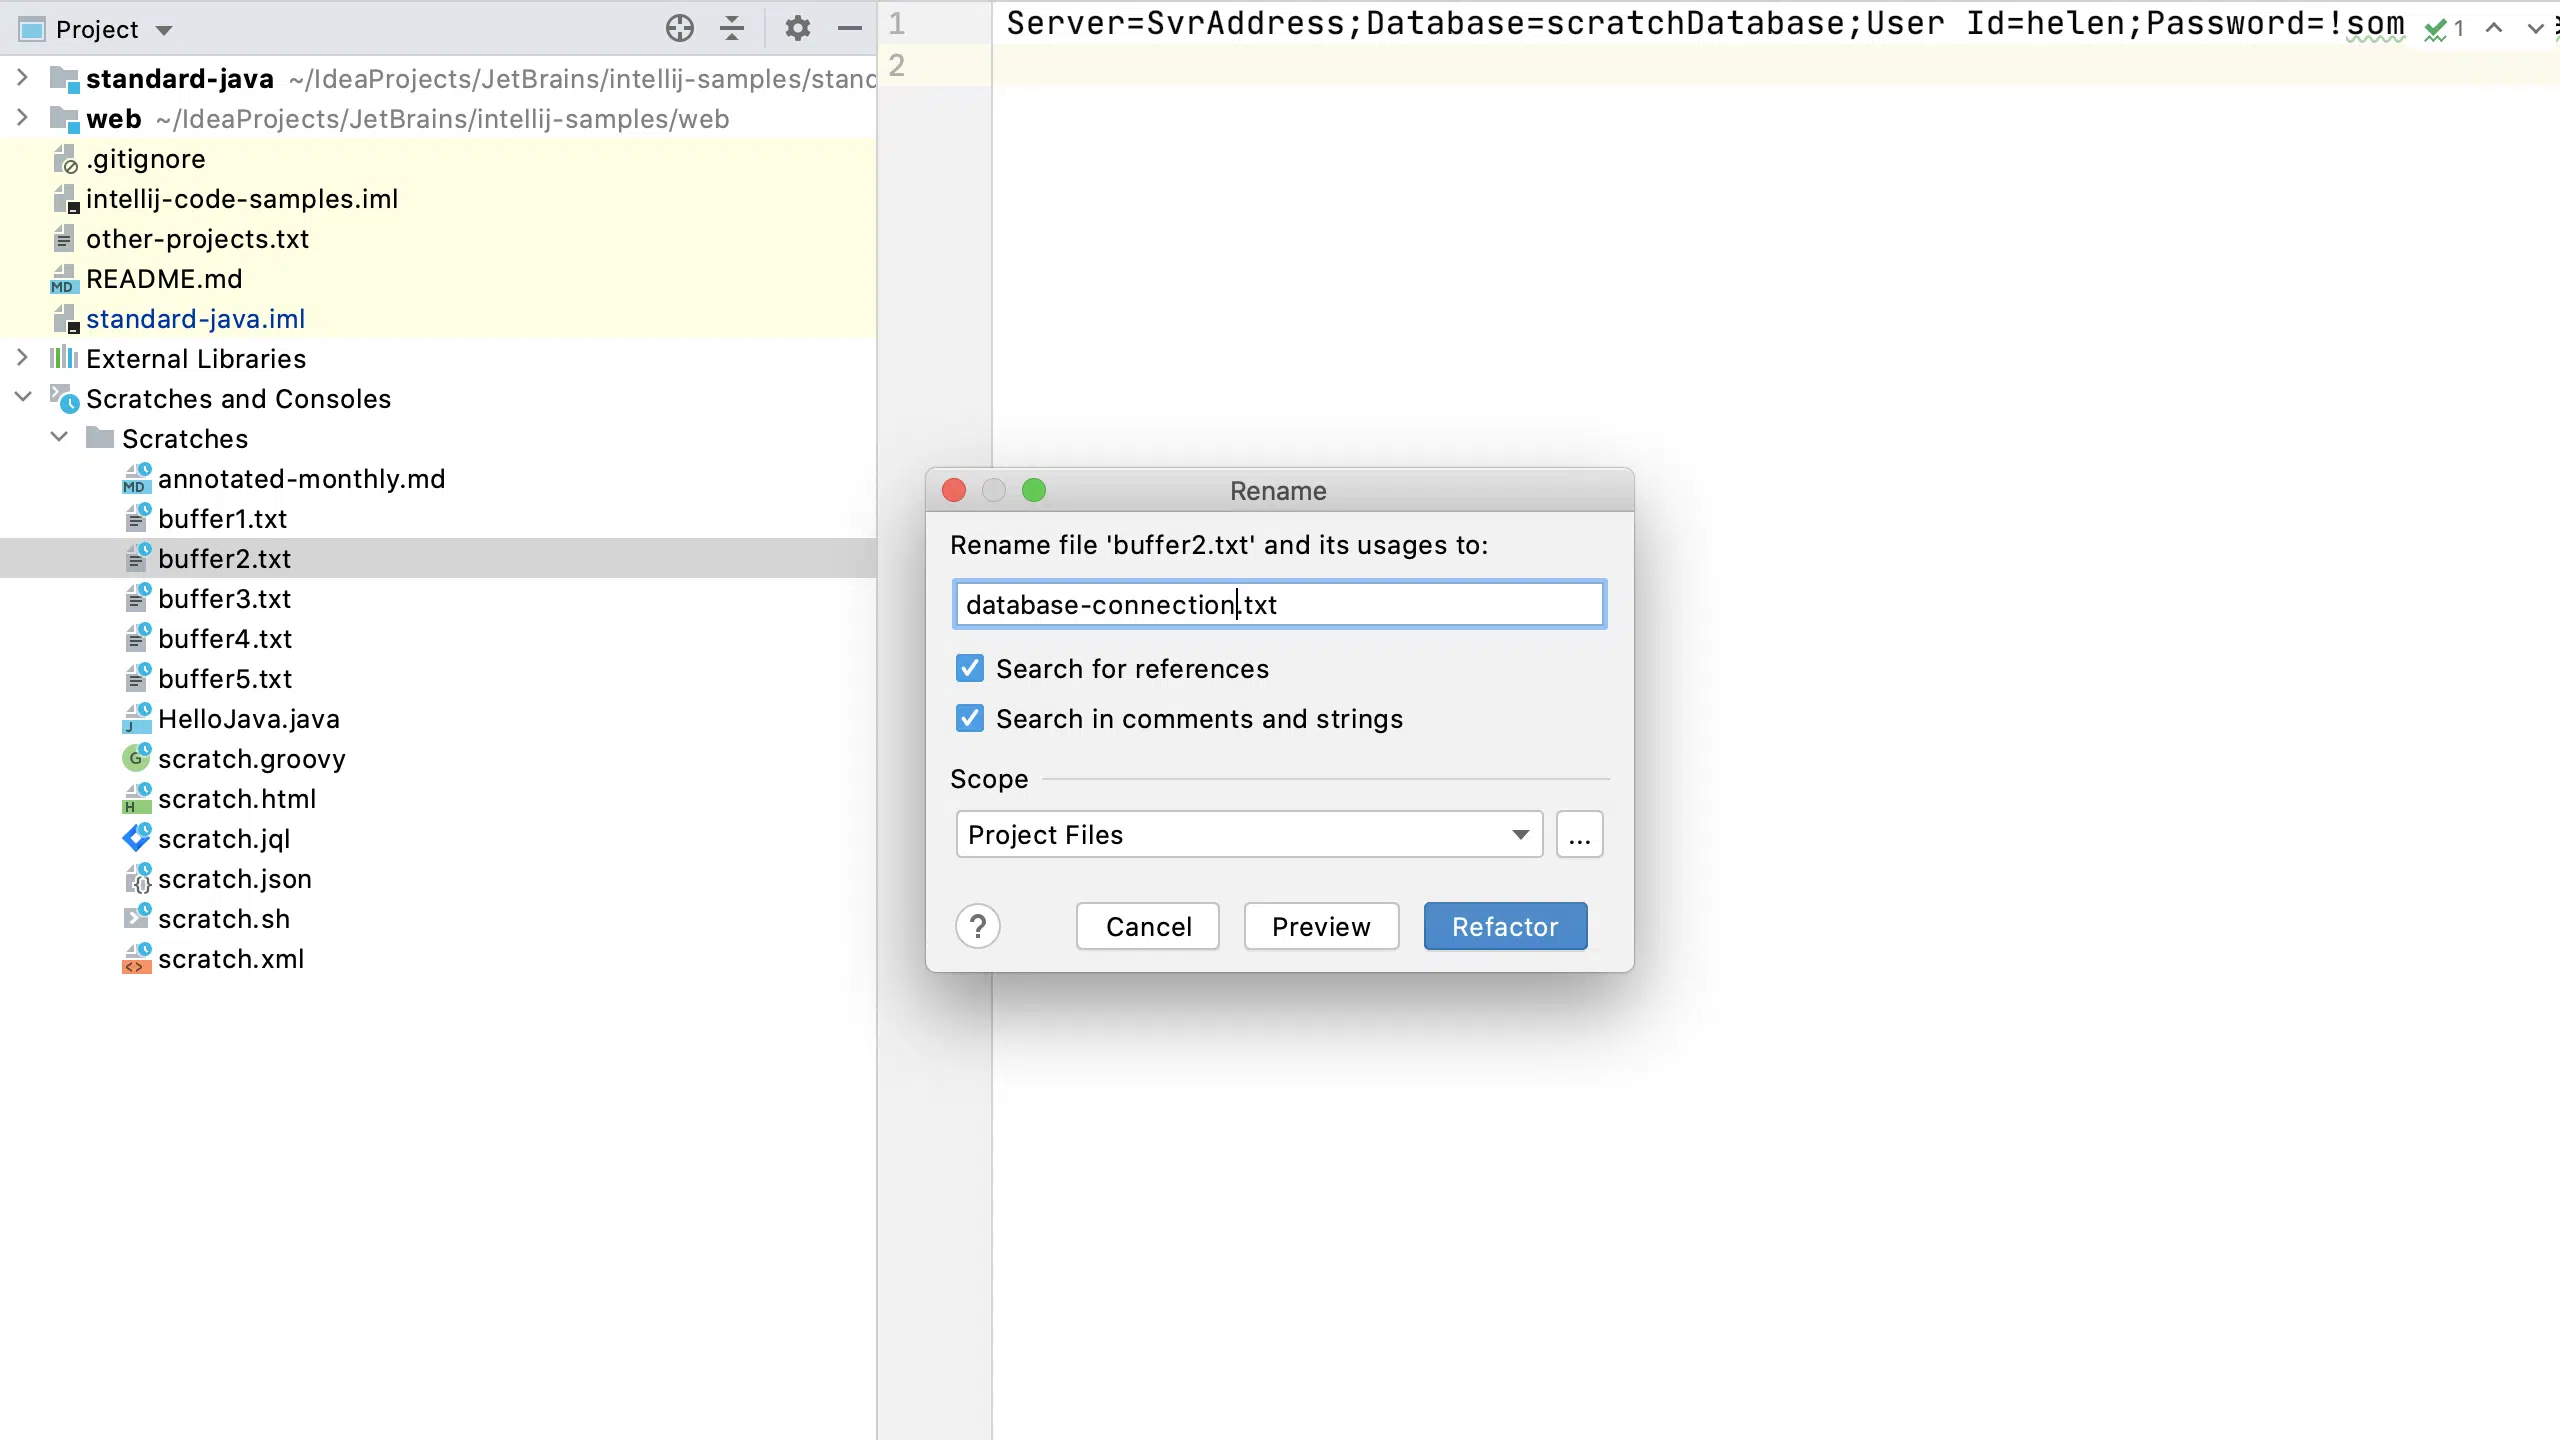 Project
standard-java ~/IdeaProjects/JetBrains/intellij-samples/stand
web ~/IdeaProjects/JetBrains/intellij-samples/web
.gitignore
intellij-code-samples.iml
other-projects.txt
README.md
standard-java.iml
External Libraries
Scratches and Consoles
Scratches
annotated-monthly.md
buffer1.txt
buffer2.txt
buffer3.txt
buffer4.txt
buffer5.txt
HelloJava.java
scratch.groovy
scratch.html
scratch.jql
scratch.json
scratch.sh
scratch.xml
1 Server=SvrAddress;Database=scratchDatabase;User Id=helen;Password=!som 1
2
Rename
Rename file 'buffer2.txt' and its usages to:
database-connection.txt
Search for references
Search in comments and strings
Scope
Project Files ...
? Cancel Preview Refactor